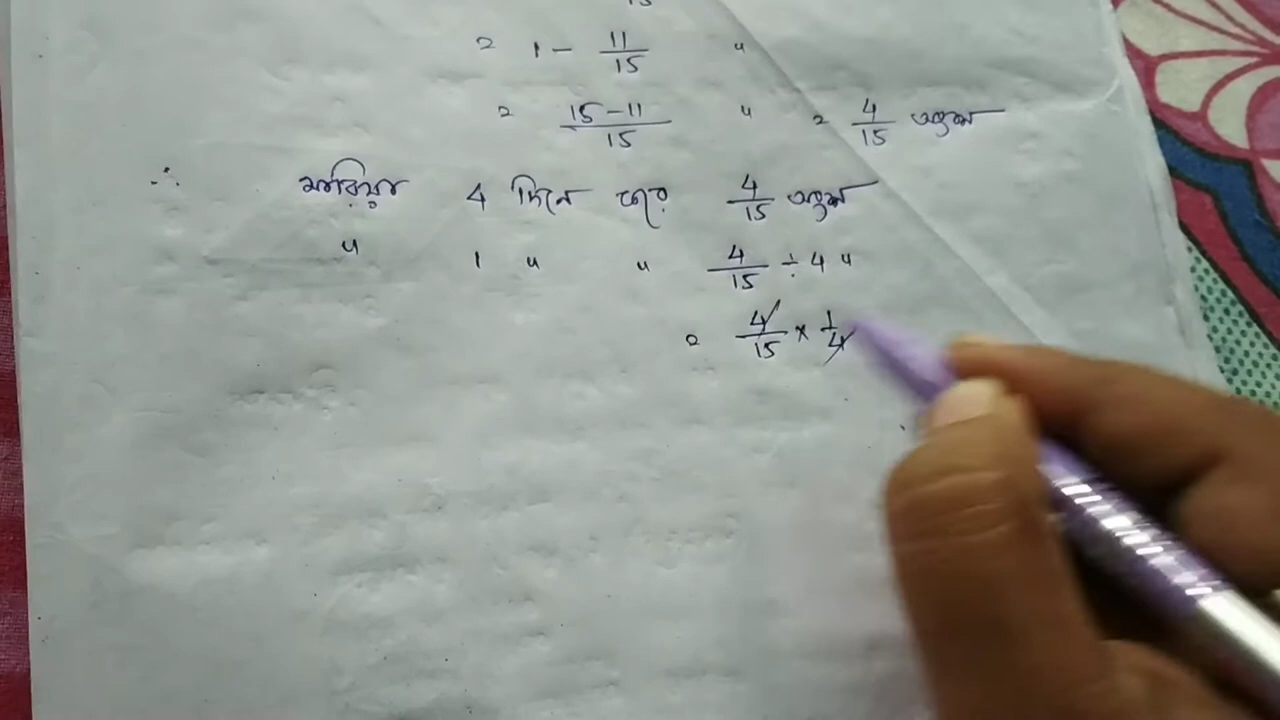 = 1 - 11/15 "
= (15-11)/15 " = 4/15 অংশ
∴ মারিয়া 4 দিনে করে 4/15 অংশ
" 1 " " 4/15 ÷ 4 "
= 4/15 × 1/4